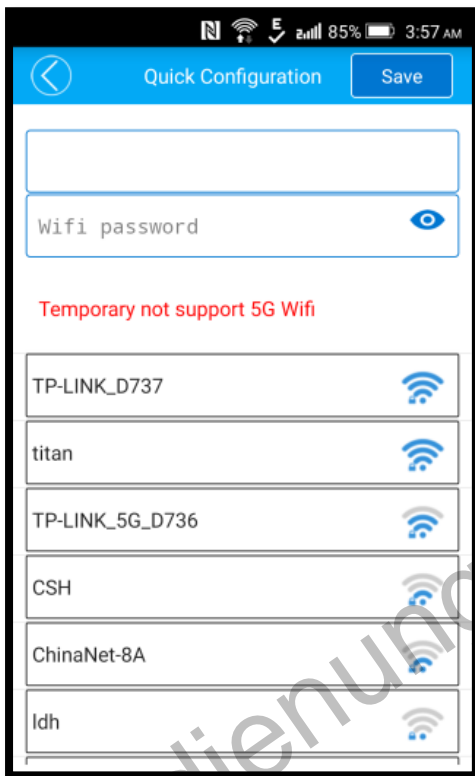 85% 3:57 AM
Quick Configuration Save
Wifi password
Temporary not support 5G Wifi
TP-LINK_D737
titan
TP-LINK_5G_D736
CSH
ChinaNet-8A
ldh